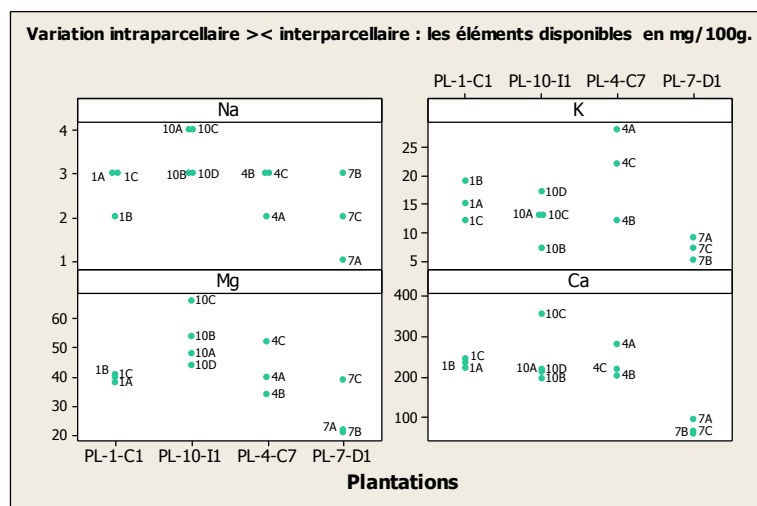 Variation intraparcellaire >< interparcellaire : les éléments disponibles en mg/100g.
PL-1-C1 PL-10-I1 PL-4-C7 PL-7-D1
Na
4
3
2
1
10A 10C
1A 1C 10B 10D 4B 4C 7B
1B 4A 7C
7A
K
25
20
15
10
5
4A
4C
1B
10D
1A
10A 10C
1C 4B
7A
10B 7C
7B
Mg
60
50
40
30
20
10C
10B
4C
10A
10D
1B 1C 4A 7C
1A
4B
7A 7B
Ca
400
300
200
100
10C
4A
1C
1B 1A 10A 10D 4C
10B 4B
7A
7B 7C
PL-1-C1 PL-10-I1 PL-4-C7 PL-7-D1
Plantations